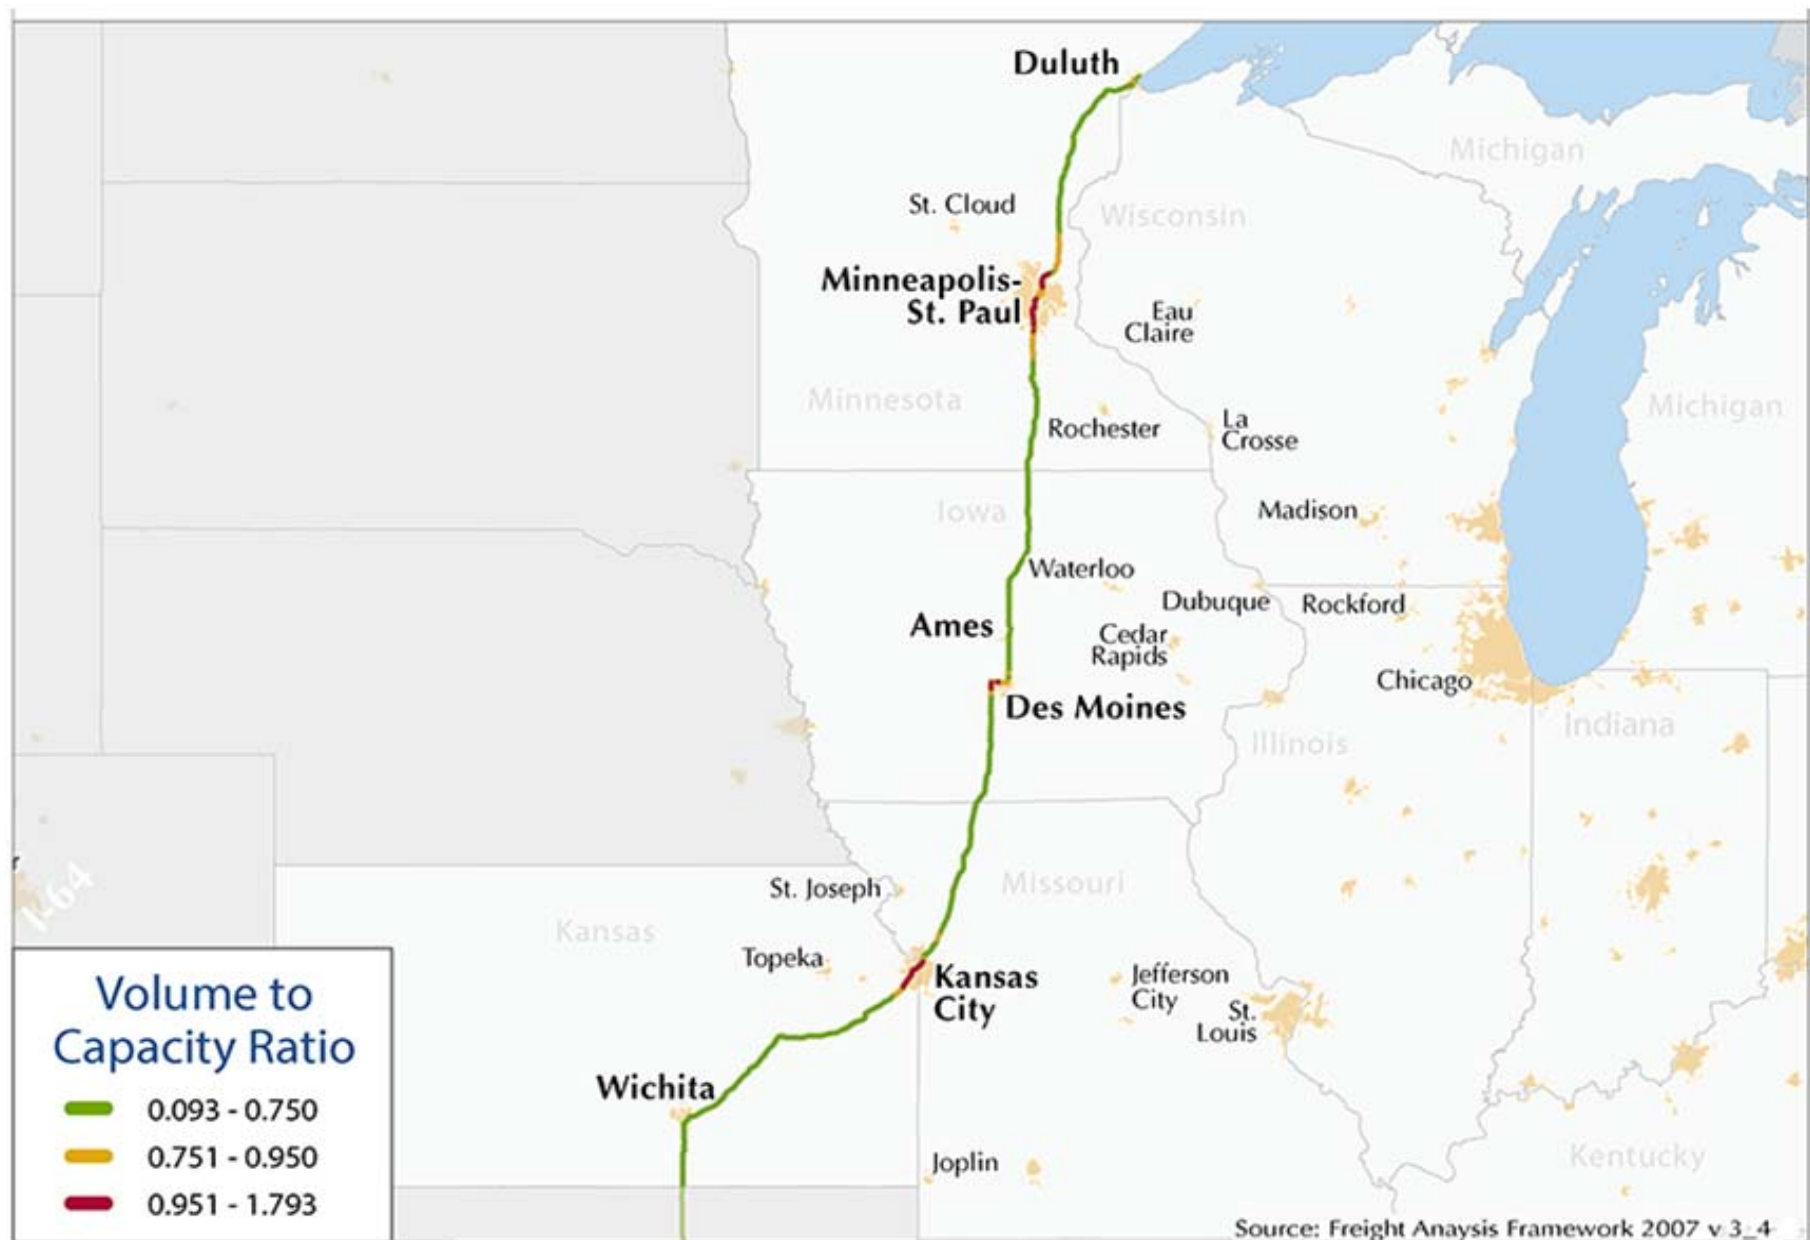 Duluth
Michigan
St. Cloud
Wisconsin
Minneapolis-
St. Paul
Eau
Claire
Minnesota
Michigan
Rochester
La
Crosse
Iowa
Madison
Waterloo
Dubuque
Rockford
Ames
Cedar
Rapids
Chicago
Des Moines
Indiana
Illinois
St. Joseph
Missouri
I-64
Kansas
Topeka
Kansas
City
Jefferson
City
St.
Louis
Wichita
Joplin
Kentucky
Volume to
Capacity Ratio
0.093 - 0.750
0.751 - 0.950
0.951 - 1.793
Source: Freight Anaysis Framework 2007 v 3_4